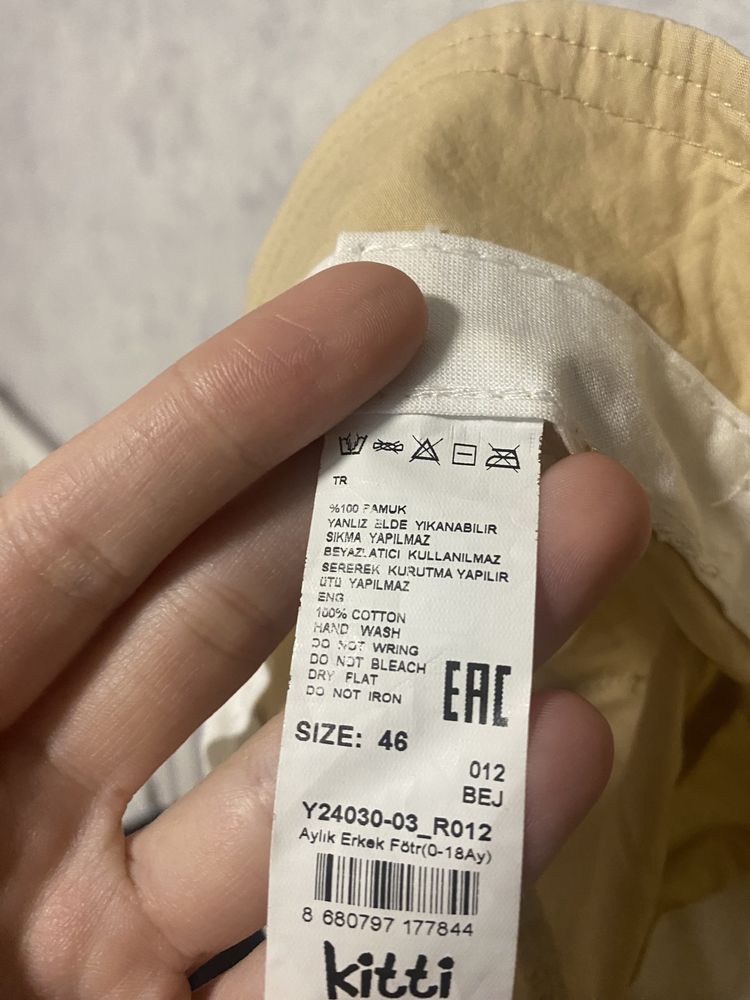 TR
%100 PAMUK
YANLIZ ELDE YIKANABILIR
SIKMA YAPILMAZ
BEYAZLATICI KULLANILMAZ
SEREREK KURUTMA YAPILIR
ÜTÜ YAPILMAZ
ENG
100% COTTON
HAND WASH
DO NOT WRING
DO NOT BLEACH
DRY FLAT
DO NOT IRON
EAC
SIZE: 46
012
BEJ
Y24030-03_R012
Aylık Erkek Fötr(0-18Ay)
8 680797 177844
kitti